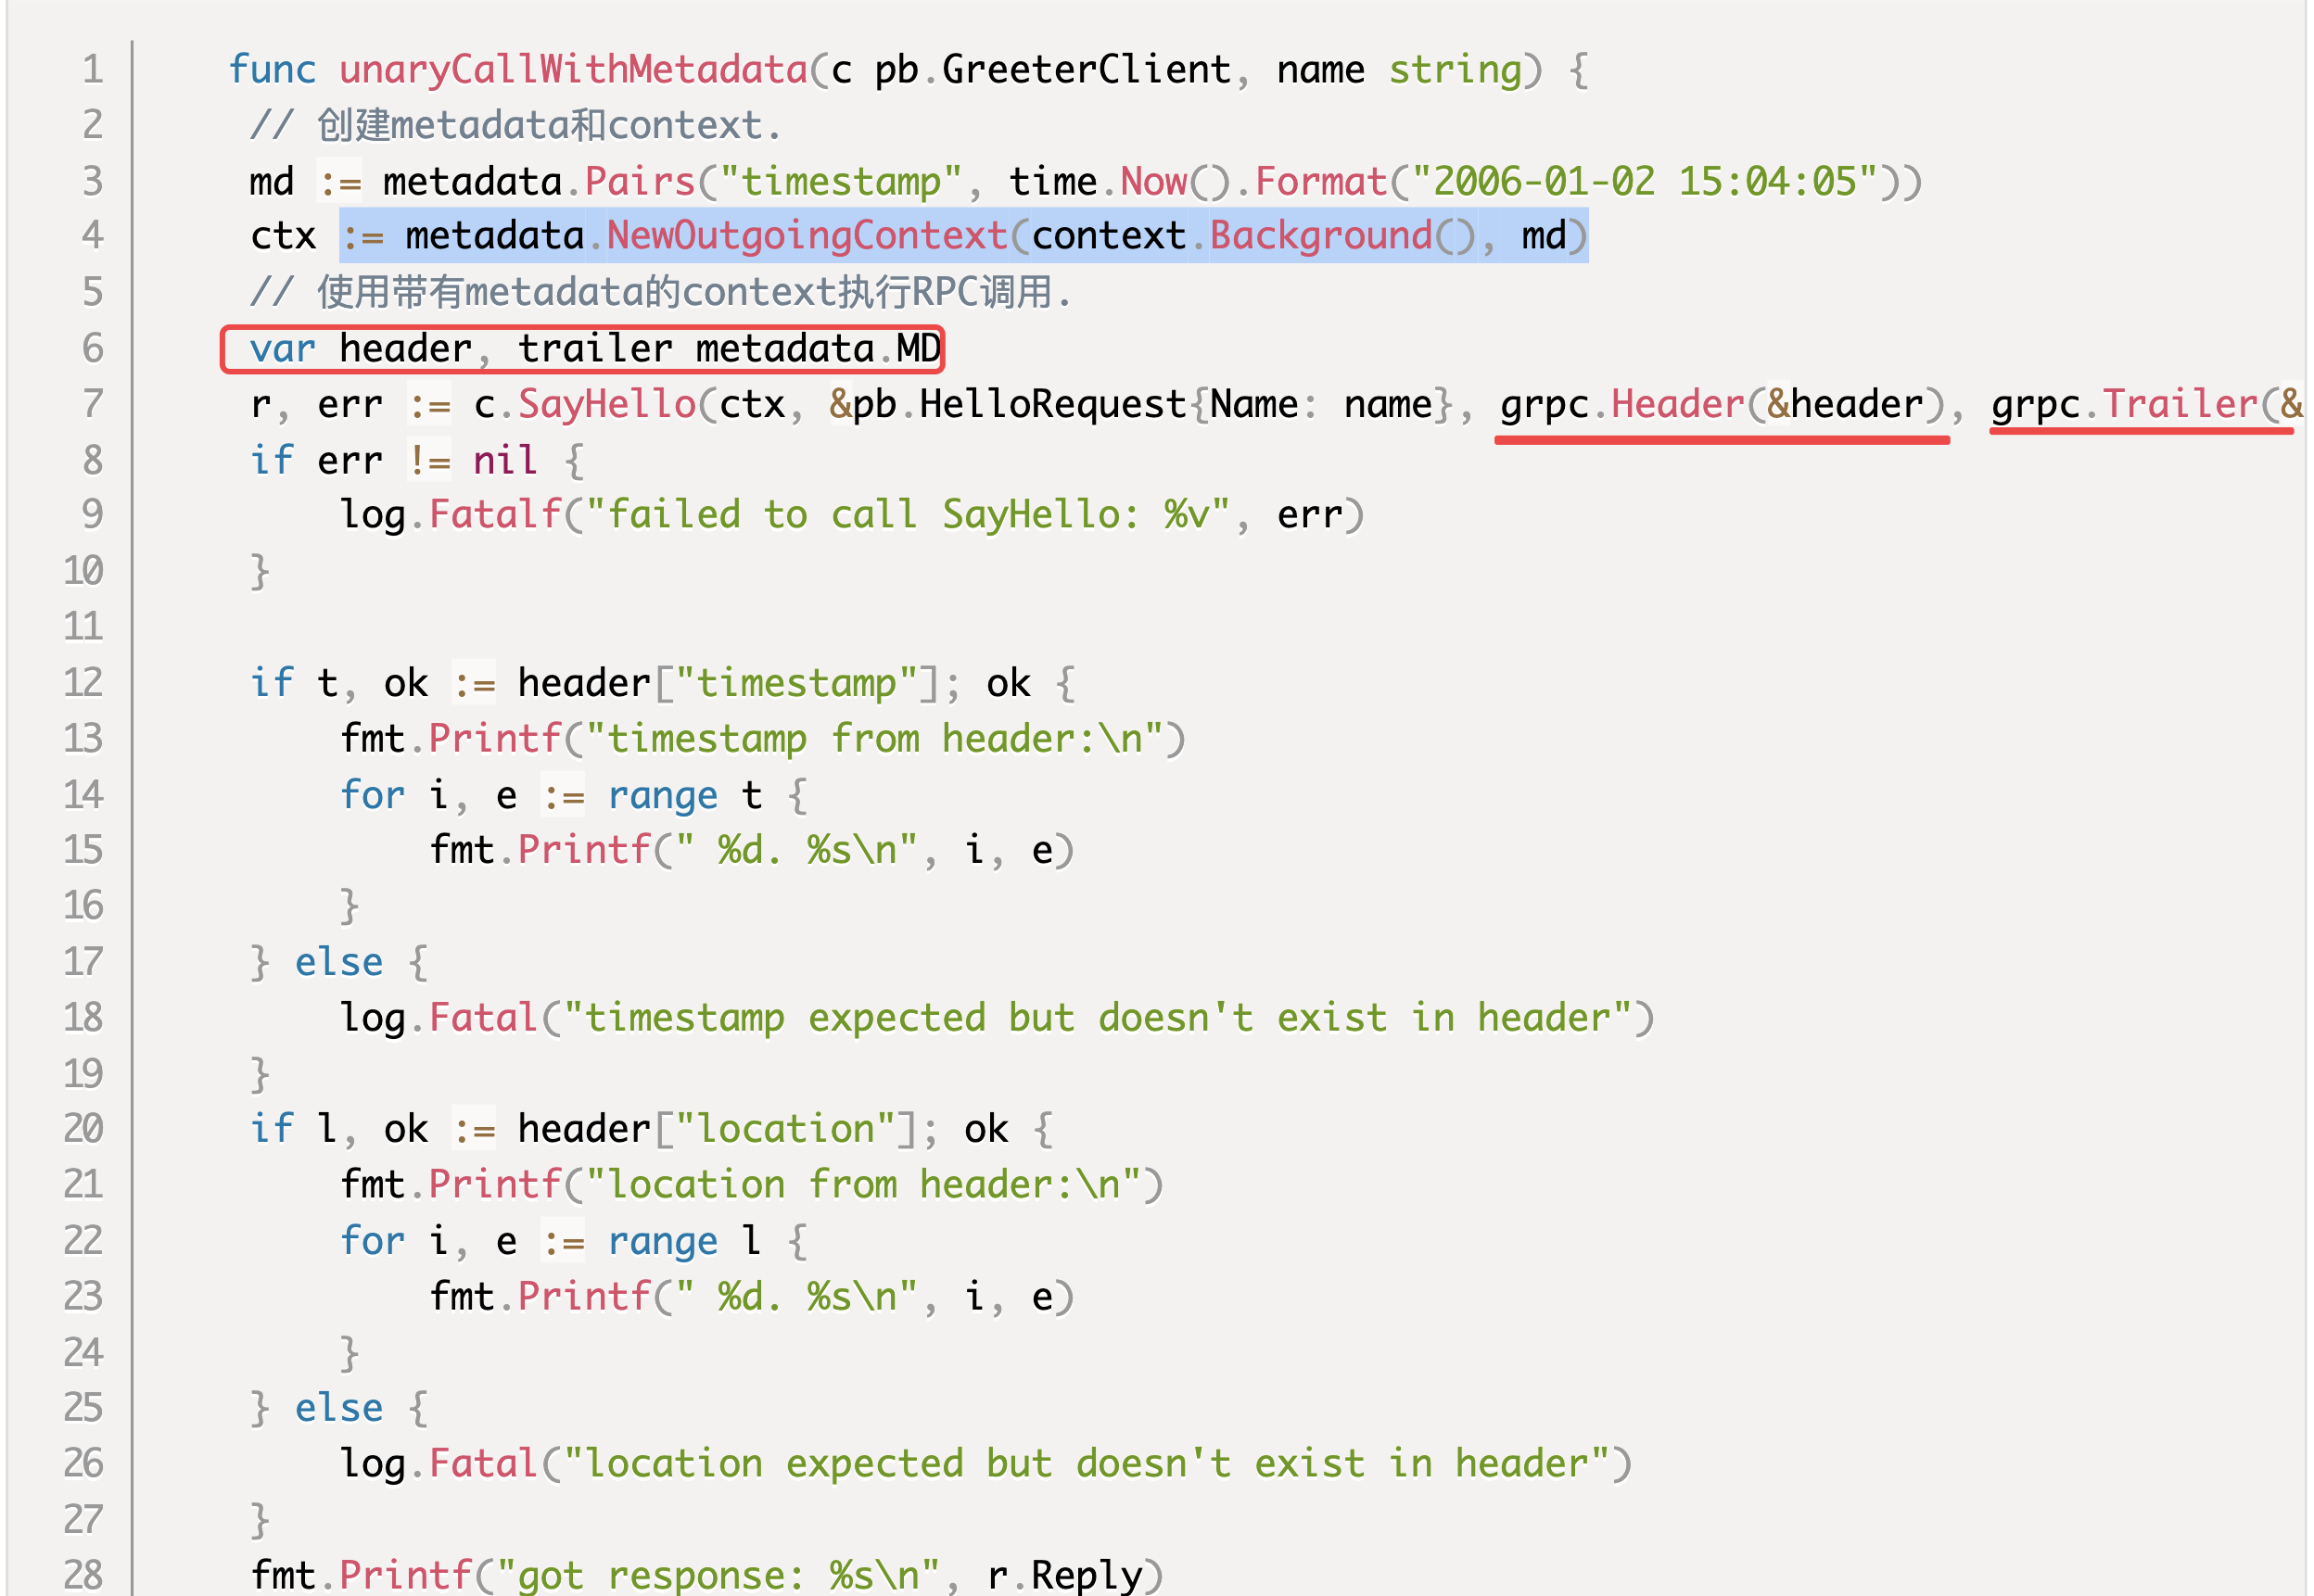 1 func unaryCallWithMetadata(c pb.GreeterClient, name string) {
2 // 创建metadata和context.
3 md := metadata.Pairs("timestamp", time.Now().Format("2006-01-02 15:04:05"))
4 ctx := metadata.NewOutgoingContext(context.Background(), md)
5 // 使用带有metadata的context执行RPC调用.
6 var header, trailer metadata.MD
7 r, err := c.SayHello(ctx, &pb.HelloRequest{Name: name}, grpc.Header(&header), grpc.Trailer(&
8 if err != nil {
9 log.Fatalf("failed to call SayHello: %v", err)
10 }
11
12 if t, ok := header["timestamp"]; ok {
13 fmt.Printf("timestamp from header:\n")
14 for i, e := range t {
15 fmt.Printf(" %d. %s\n", i, e)
16 }
17 } else {
18 log.Fatal("timestamp expected but doesn't exist in header")
19 }
20 if l, ok := header["location"]; ok {
21 fmt.Printf("location from header:\n")
22 for i, e := range l {
23 fmt.Printf(" %d. %s\n", i, e)
24 }
25 } else {
26 log.Fatal("location expected but doesn't exist in header")
27 }
28 fmt.Printf("got response: %s\n", r.Reply)